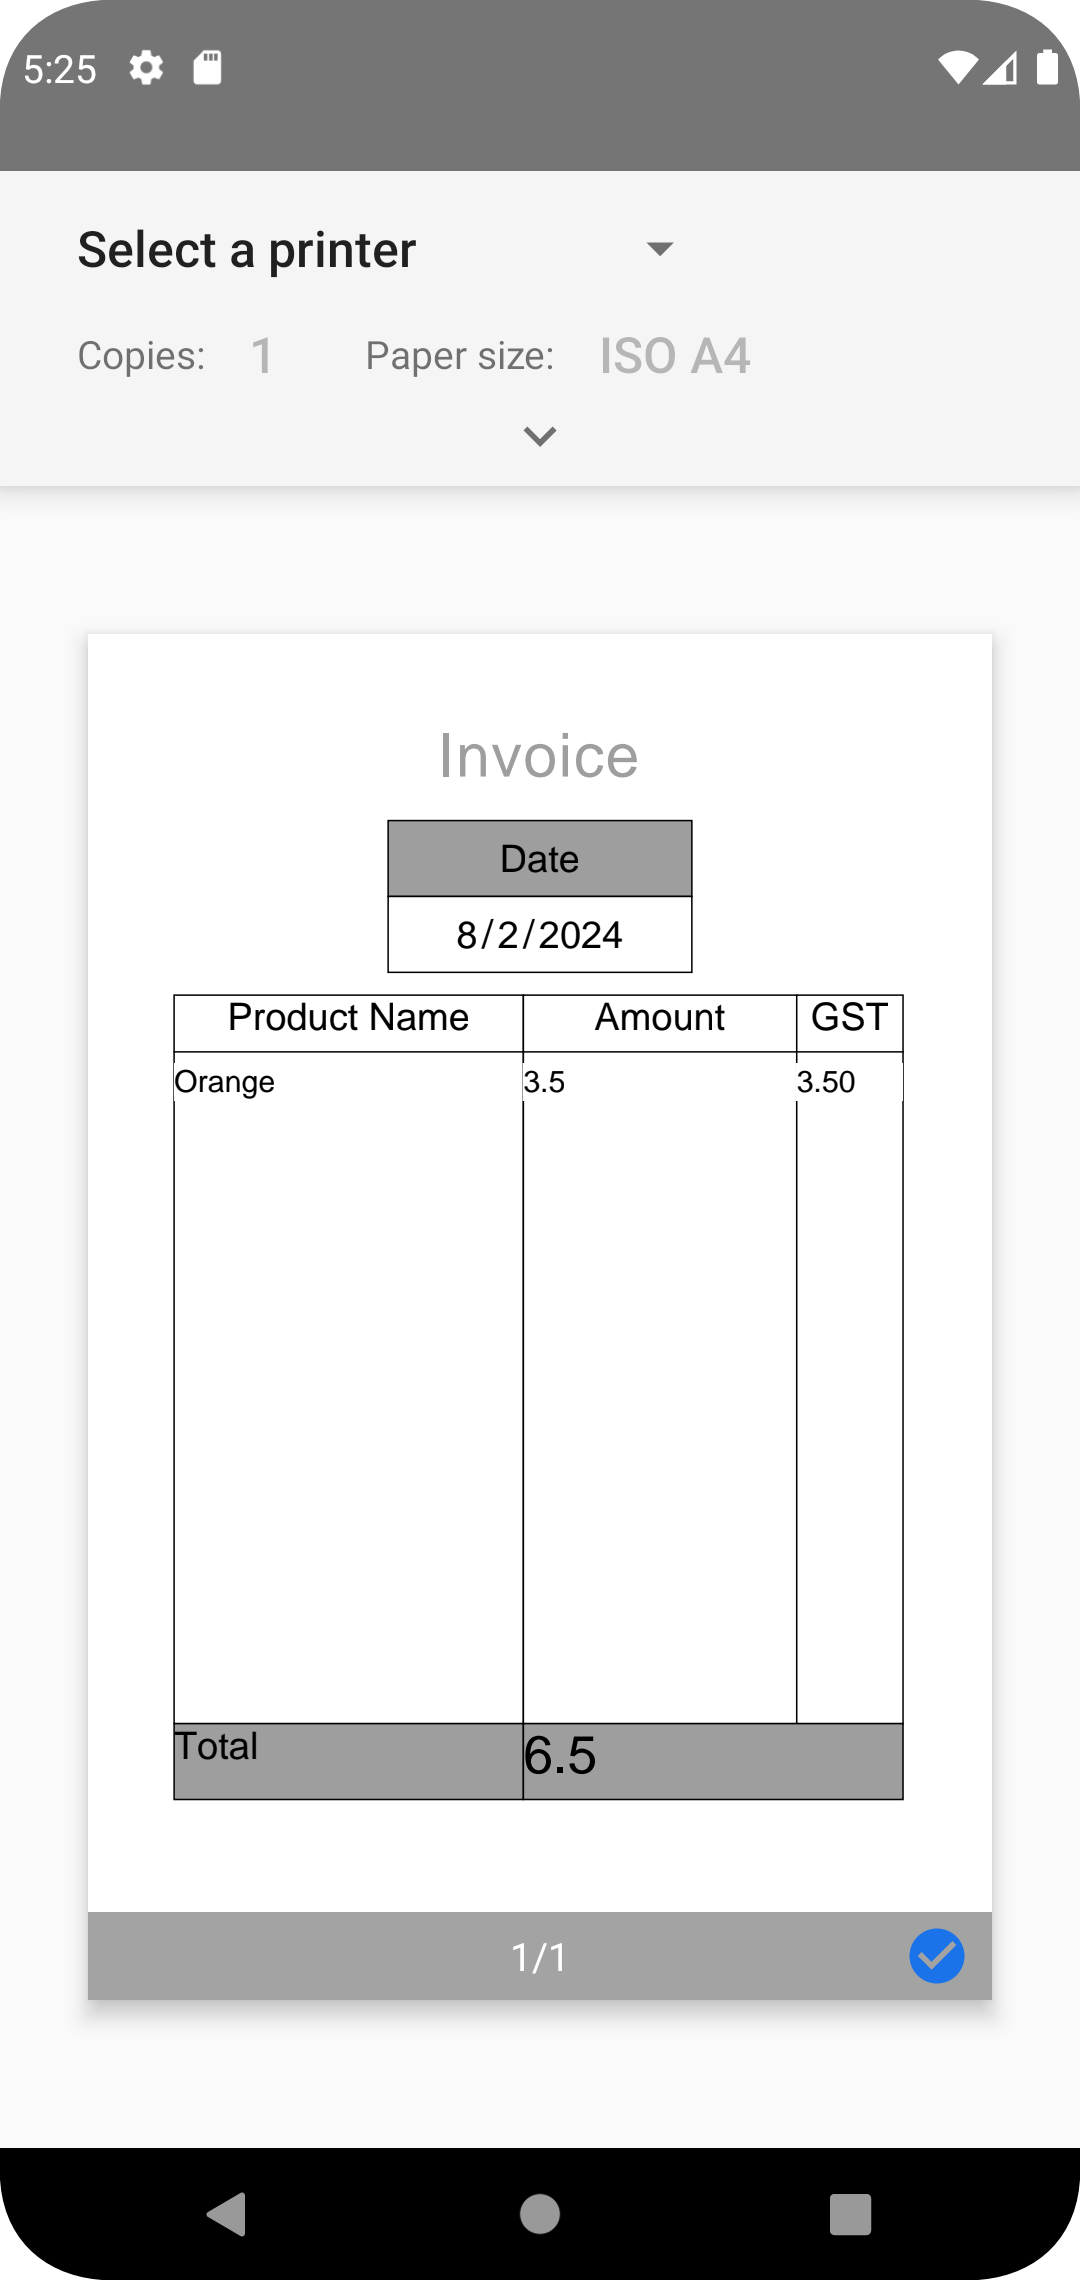 5:25
Select a printer
Copies: 1 Paper size: ISO A4
Invoice
Date
8/2/2024
Product Name Amount GST
Orange 3.5 3.50
Total 6.5
1/1